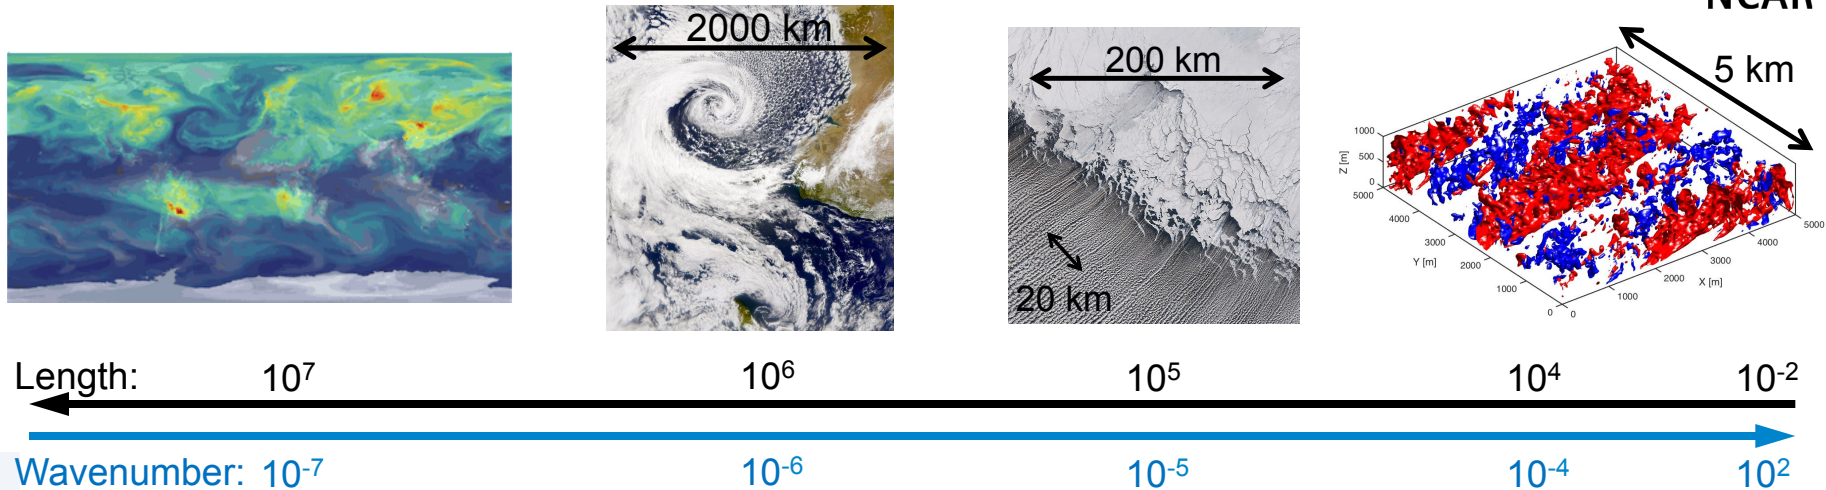 NCAR
2000 km
200 km
20 km
5 km
1000
500
0
Z [m]
5000
4000
3000
2000
1000
0
Y [m]
0
1000
2000
3000
4000
5000
X [m]
Length: 10⁷ 10⁶ 10⁵ 10⁴ 10⁻²
Wavenumber: 10⁻⁷ 10⁻⁶ 10⁻⁵ 10⁻⁴ 10²